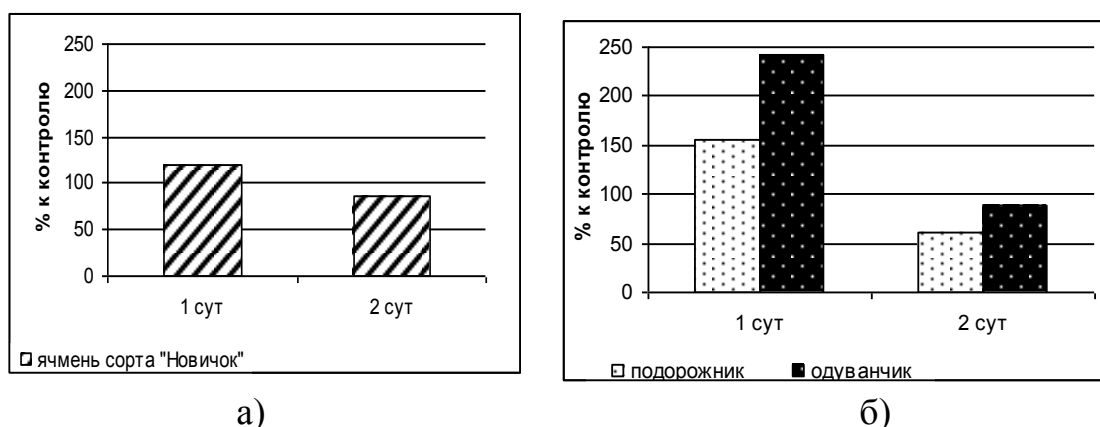 % к контролю
250
200
150
100
50
0
1 сут 2 сут
ячмень сорта "Новичок"
а)
% к контролю
250
200
150
100
50
0
1 сут 2 сут
подорожник одуванчик
б)